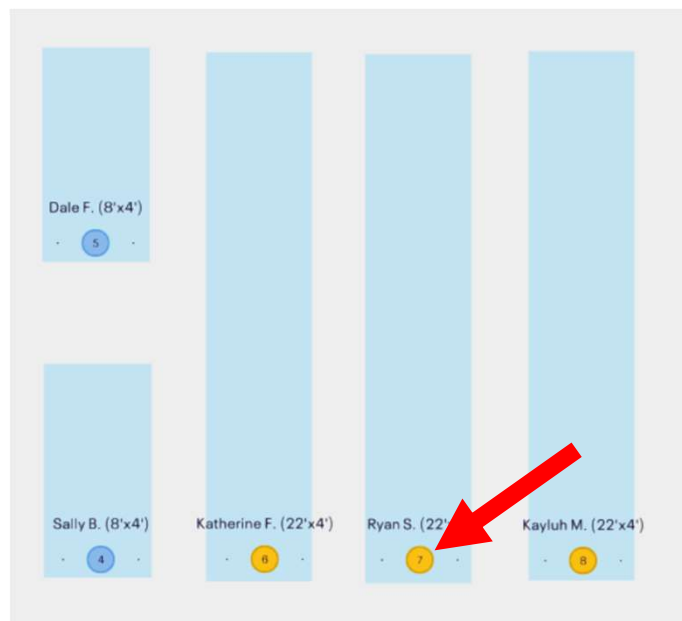 Dale F. (8'x4')
5
Sally B. (8'x4')
4
Katherine F. (22'x4')
6
Ryan S. (22'
7
Kayluh M. (22'x4')
8